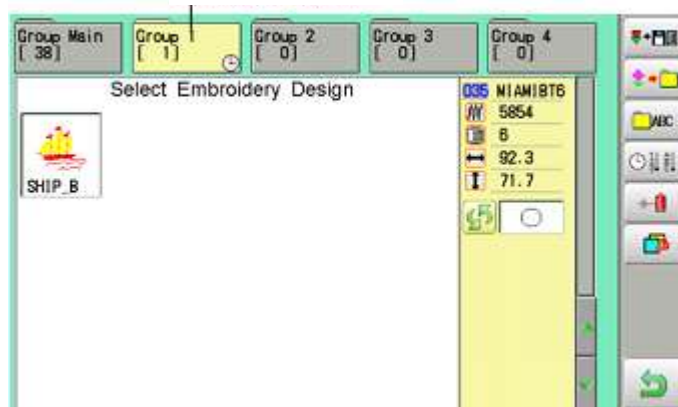 Group Main
[ 38]
Group 1
[ 1]
Group 2
[ 0]
Group 3
[ 0]
Group 4
[ 0]
Select Embroidery Design
SHIP_B
035 MIAMIBT6
5854
6
92.3
71.7
ABC